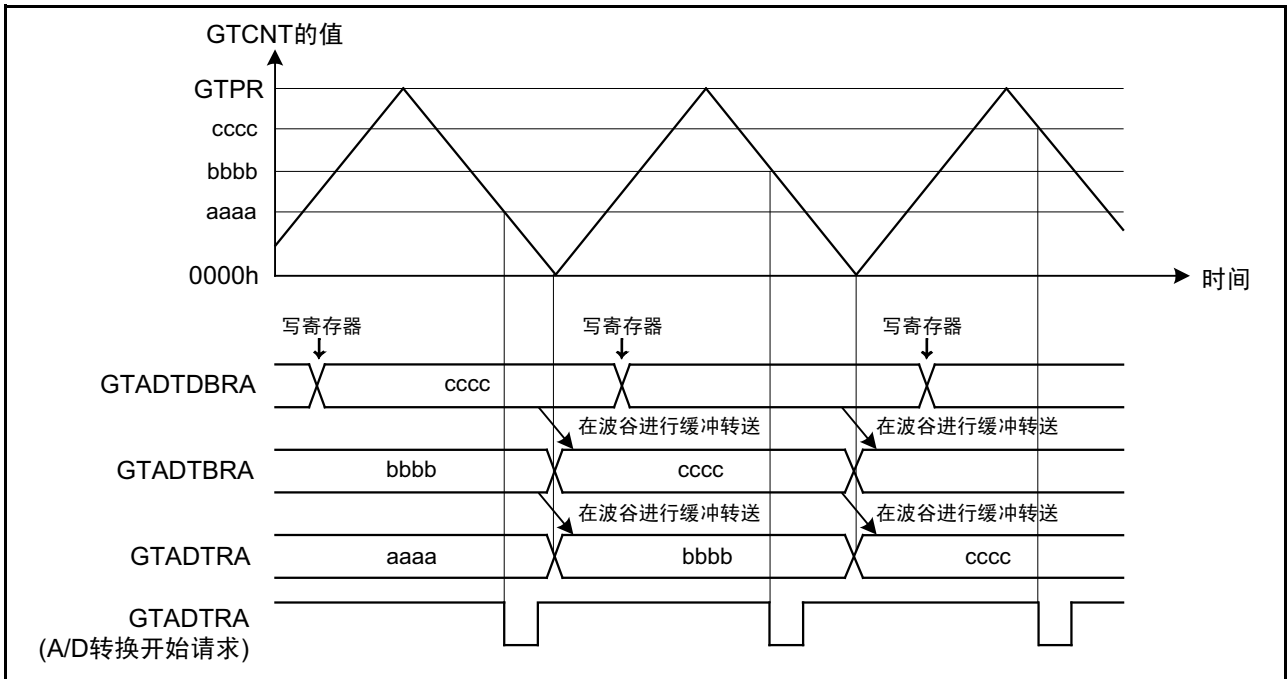 GTCNT的值
GTPR
cccc
bbbb
aaaa
0000h
时间
写寄存器
写寄存器
写寄存器
GTADTDBRA
cccc
在波谷进行缓冲转送
在波谷进行缓冲转送
GTADTBRA
bbbb
cccc
在波谷进行缓冲转送
在波谷进行缓冲转送
GTADTRA
aaaa
bbbb
cccc
GTADTRA
(A/D转换开始请求)